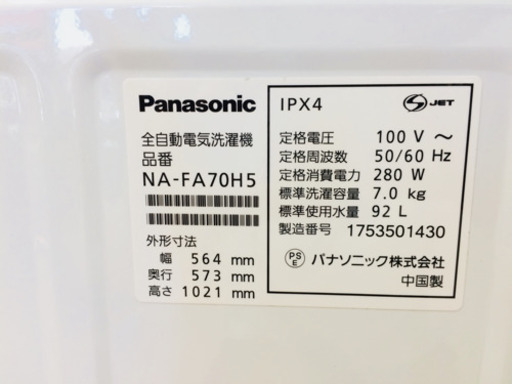 Panasonic
全自動電気洗濯機
品番
NA-FA70H5
外形寸法
幅 564 mm
奥行 573 mm
高さ 1021 mm
IPX4
S JET
定格電圧 100 V ～
定格周波数 50/60 Hz
定格消費電力 280 W
標準洗濯容量 7.0 kg
標準使用水量 92 L
製造番号 1753501430
PSE パナソニック株式会社
中国製